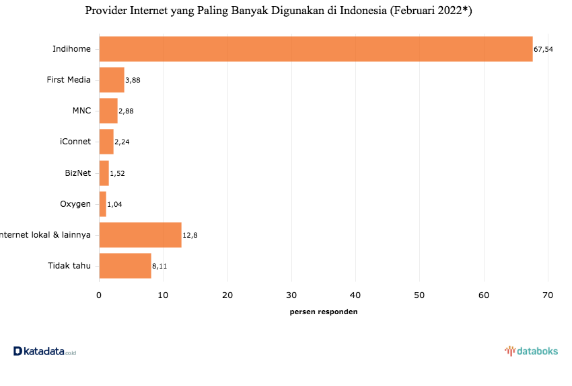 Provider Internet yang Paling Banyak Digunakan di Indonesia (Februari 2022*)
Indihome 67,54
First Media 3,88
MNC 2,88
iConnet 2,24
BizNet 1,52
Oxygen 1,04
nternet lokal & lainnya 12,8
Tidak tahu 8,11
0 10 20 30 40 50 60 70
persen responden
katadata.co.id
databoks